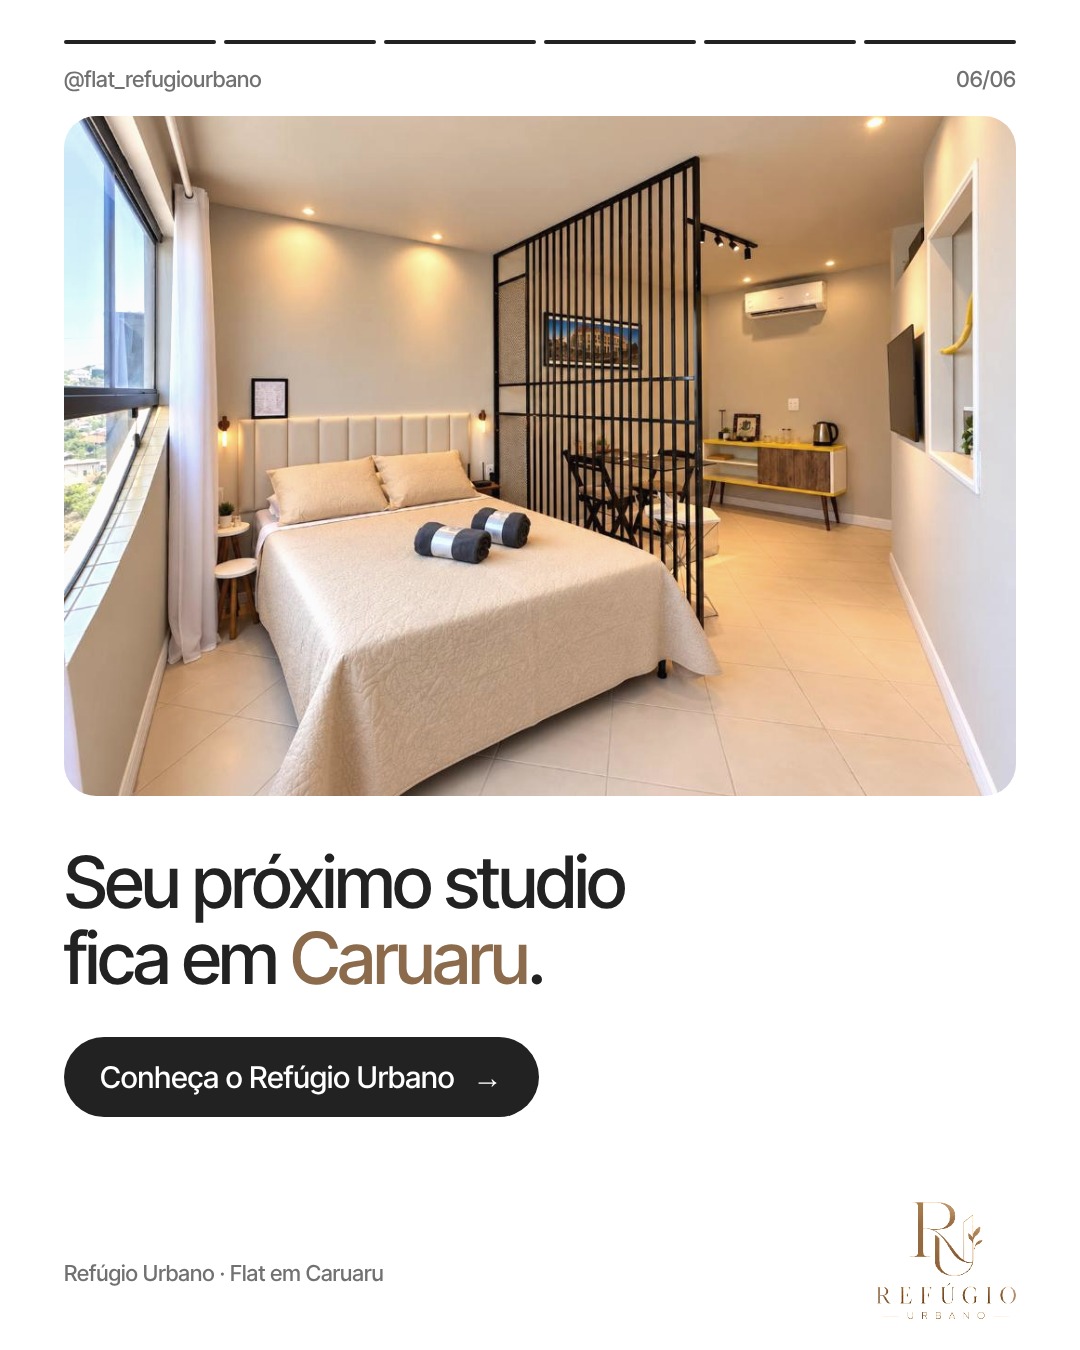 @flat_refugiourbano
06/06
Seu próximo studio
fica em Caruaru.
Conheça o Refúgio Urbano →
Refúgio Urbano · Flat em Caruaru
RU
REFÚGIO
URBANO